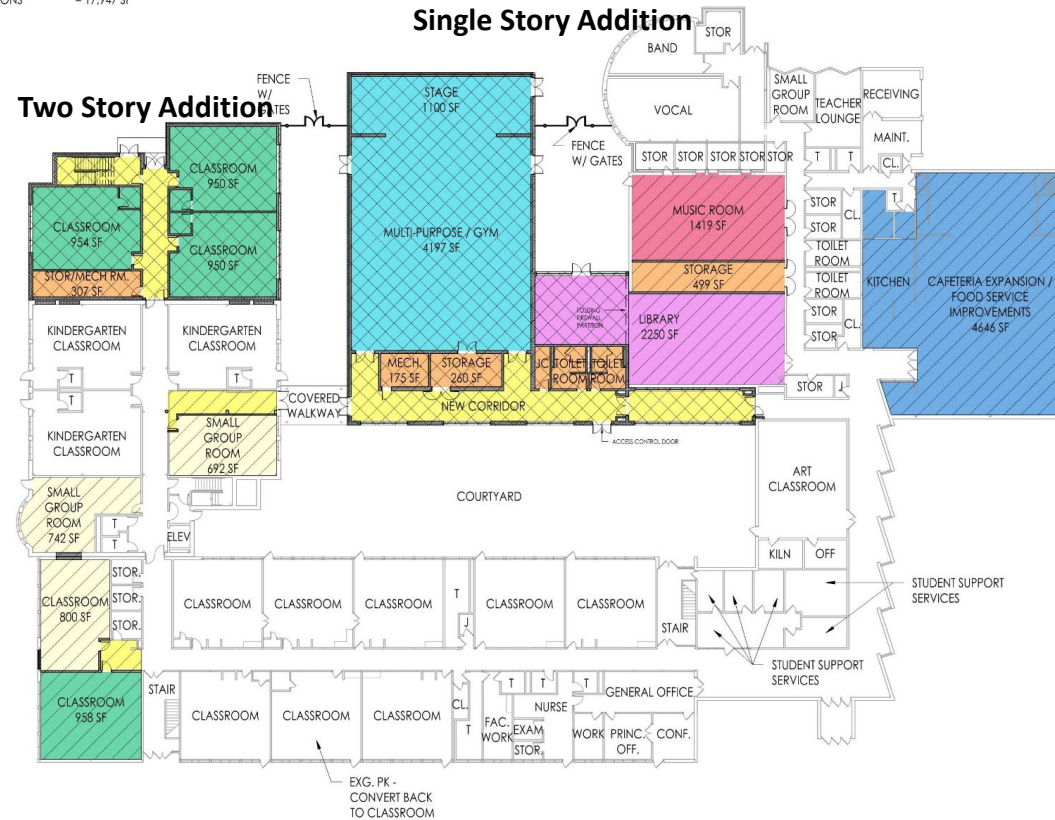 = 17,747 SF
Single Story Addition
Two Story Addition
FENCE
W/
GATES
STAGE
1100 SF
BAND
STOR
VOCAL
SMALL
GROUP
ROOM
TEACHER
LOUNGE
RECEIVING
MAINT.
FENCE
W/ GATES
STOR
STOR
STOR
STOR
STOR
T
T
CL.
CLASSROOM
950 SF
CLASSROOM
954 SF
CLASSROOM
950 SF
STOR/MECH RM.
307 SF
MULTI-PURPOSE / GYM
4197 SF
MUSIC ROOM
1419 SF
STORAGE
499 SF
LIBRARY
2250 SF
FOLDING
FIREWALL
PARTITION
STOR
STOR
CL.
T
TOILET
ROOM
TOILET
ROOM
STOR
STOR
CL.
KITCHEN
CAFETERIA EXPANSION /
FOOD SERVICE
IMPROVEMENTS
4646 SF
KINDERGARTEN
CLASSROOM
KINDERGARTEN
CLASSROOM
T
T
T
MECH.
175 SF
STORAGE
260 SF
JC
TOILET
ROOM
TOILET
ROOM
STOR
J
COVERED
WALKWAY
NEW CORRIDOR
ACCESS CONTROL DOOR
KINDERGARTEN
CLASSROOM
SMALL
GROUP
ROOM
692 SF
COURTYARD
ART
CLASSROOM
SMALL
GROUP
ROOM
742 SF
T
T
ELEV
KILN
OFF
STUDENT SUPPORT
SERVICES
CLASSROOM
800 SF
STOR.
STOR.
STOR.
CLASSROOM
CLASSROOM
CLASSROOM
T
J
CLASSROOM
CLASSROOM
STAIR
STUDENT SUPPORT
SERVICES
CLASSROOM
958 SF
STAIR
CLASSROOM
CLASSROOM
CLASSROOM
CL.
T
FAC.
WORK
T
T
T
NURSE
EXAM
STOR.
GENERAL OFFICE
WORK
PRINC.
OFF.
CONF.
EXG. PK -
CONVERT BACK
TO CLASSROOM